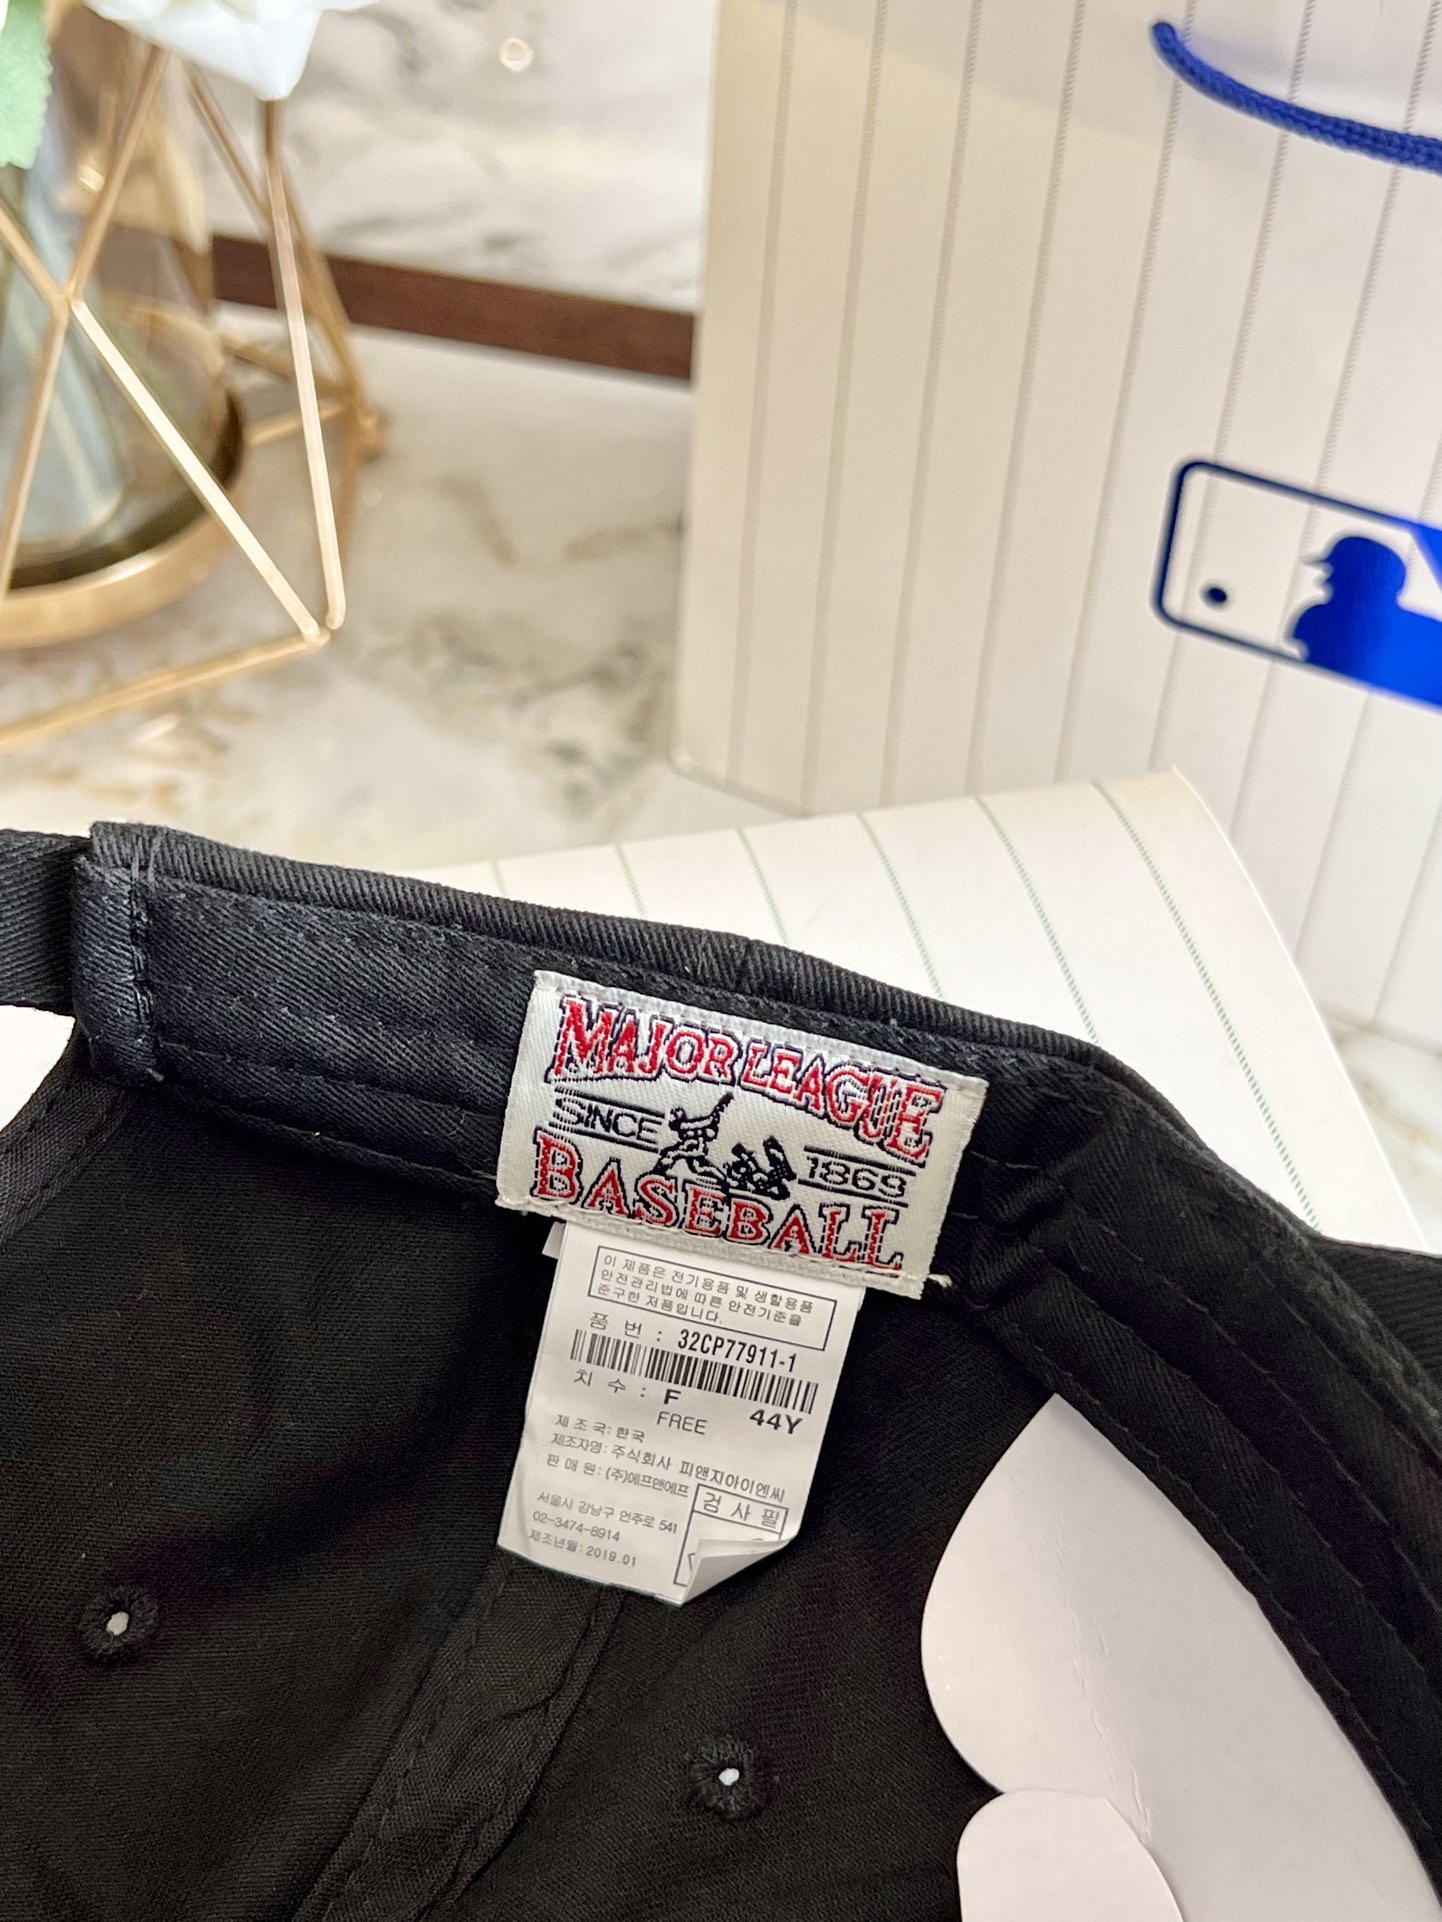 MAJOR LEAGUE
SINCE 1869
BASEBALL
이 제품은 전기용품 및 생활용품
안전관리법에 따른 안전기준을
준구한 저품입니다.
품 번 : 32CP77911-1
치 수 : F 44Y
FREE
제 조 국: 한국
제조자명: 주식회사 피앤지아이엔씨
판 매 원: (주)에프앤에프
검 사 필
서울시 강남구 언주로 541
02-3474-8914
제조년월: 2019.01